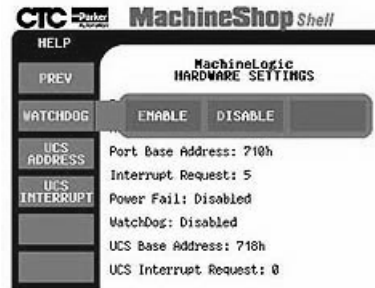 CTC Parker Automation MachineShop Shell
HELP
PREV
MachineLogic
HARDWARE SETTINGS
WATCHDOG ENABLE DISABLE
UCS ADDRESS
UCS INTERRUPT
Port Base Address: 710h
Interrupt Request: 5
Power Fail: Disabled
WatchDog: Disabled
UCS Base Address: 718h
UCS Interrupt Request: 0